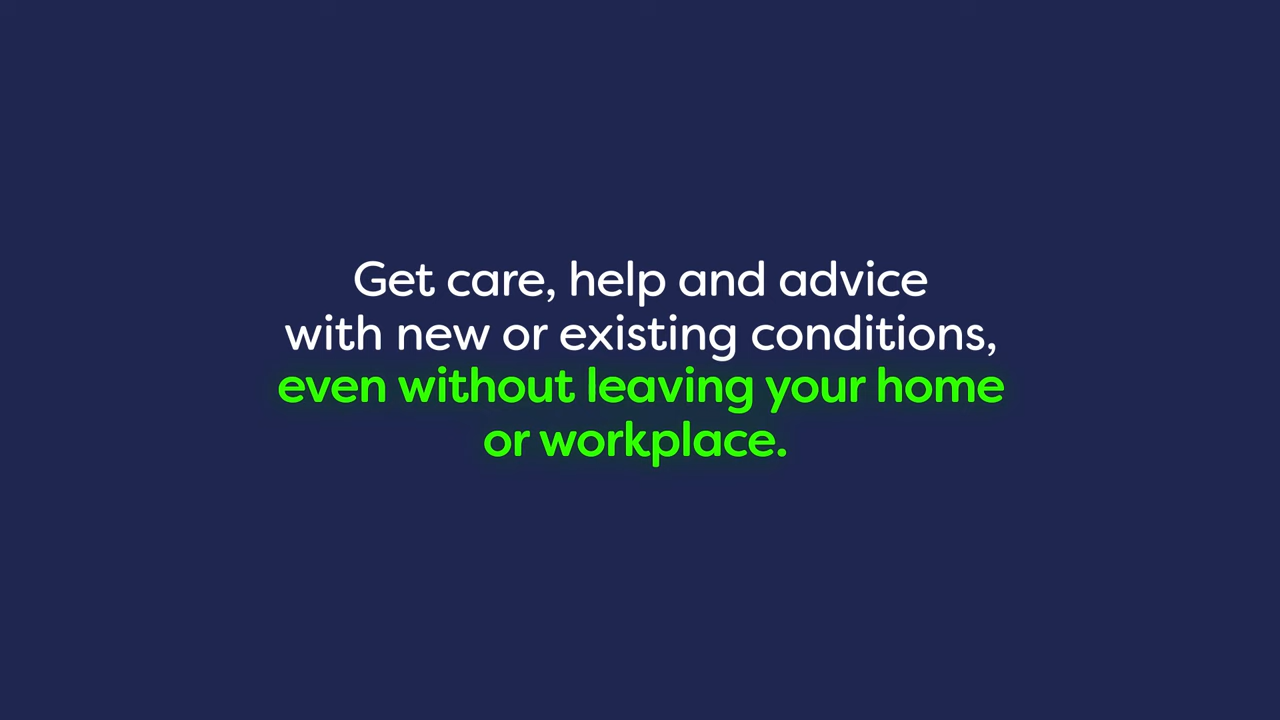 Get care, help and advice
with new or existing conditions,
even without leaving your home
or workplace.